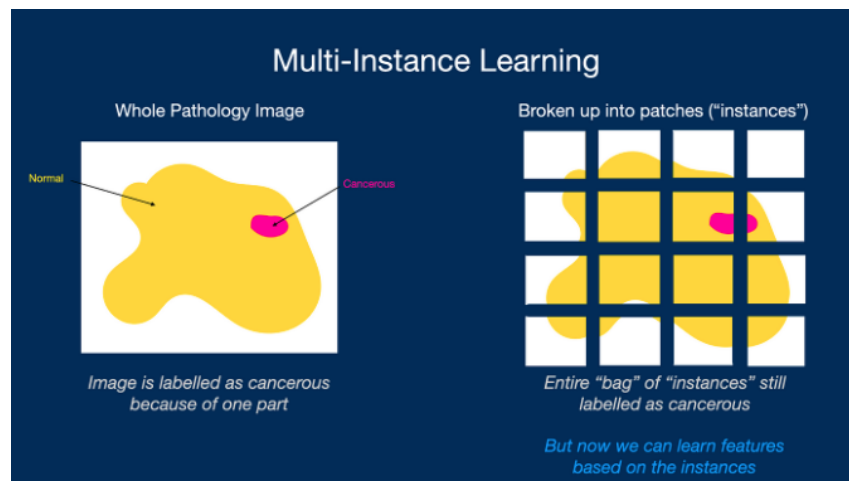 Multi-Instance Learning
Whole Pathology Image
Normal
Cancerous
Image is labelled as cancerous
because of one part
Broken up into patches (“instances”)
Entire “bag” of “instances” still
labelled as cancerous
But now we can learn features
based on the instances